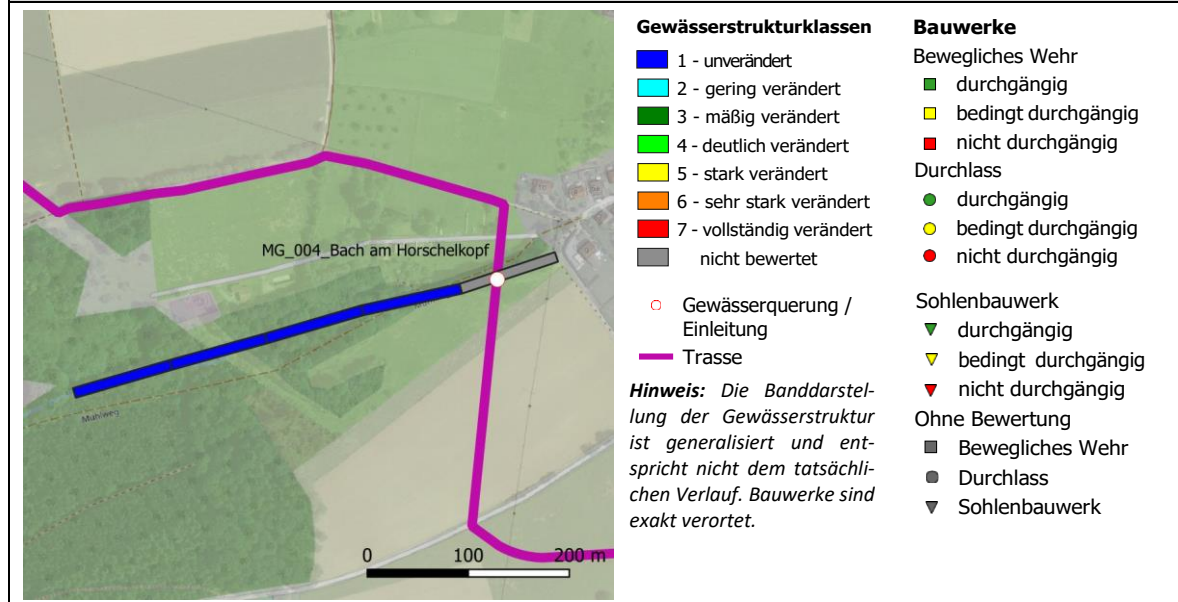 MG_004_Bach am Horschelkopf
Muhlweg
0 100 200 m
Gewässerstrukturklassen
1 - unverändert
2 - gering verändert
3 - mäßig verändert
4 - deutlich verändert
5 - stark verändert
6 - sehr stark verändert
7 - vollständig verändert
nicht bewertet
Gewässerquerung /
Einleitung
Trasse
Hinweis: Die Banddarstel-
lung der Gewässerstruktur
ist generalisiert und ent-
spricht nicht dem tatsächli-
chen Verlauf. Bauwerke sind
exakt verortet.
Bauwerke
Bewegliches Wehr
durchgängig
bedingt durchgängig
nicht durchgängig
Durchlass
durchgängig
bedingt durchgängig
nicht durchgängig
Sohlenbauwerk
durchgängig
bedingt durchgängig
nicht durchgängig
Ohne Bewertung
Bewegliches Wehr
Durchlass
Sohlenbauwerk